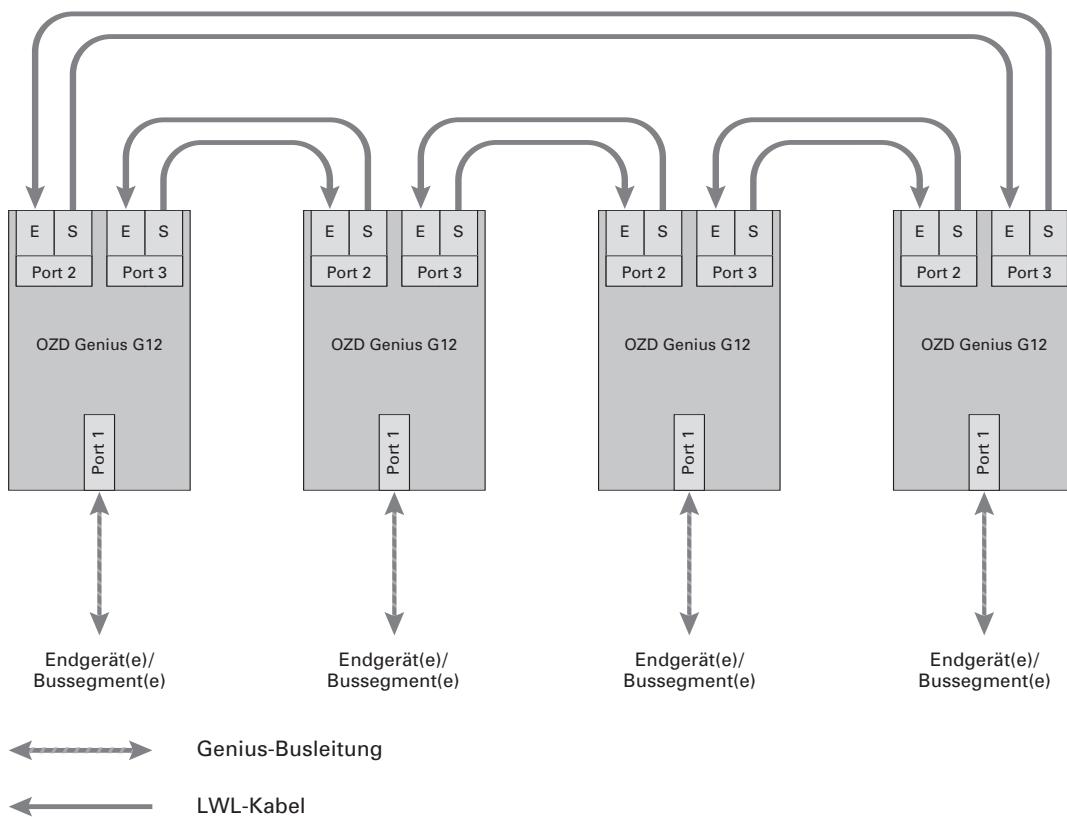 E S E S E S E S E S E S E S E S
Port 2 Port 3 Port 2 Port 3 Port 2 Port 3 Port 2 Port 3
OZD Genius G12 OZD Genius G12 OZD Genius G12 OZD Genius G12
Port 1 Port 1 Port 1 Port 1
Endgerät(e)/ Endgerät(e)/ Endgerät(e)/ Endgerät(e)/
Bussegment(e) Bussegment(e) Bussegment(e) Bussegment(e)
Genius-Busleitung
LWL-Kabel